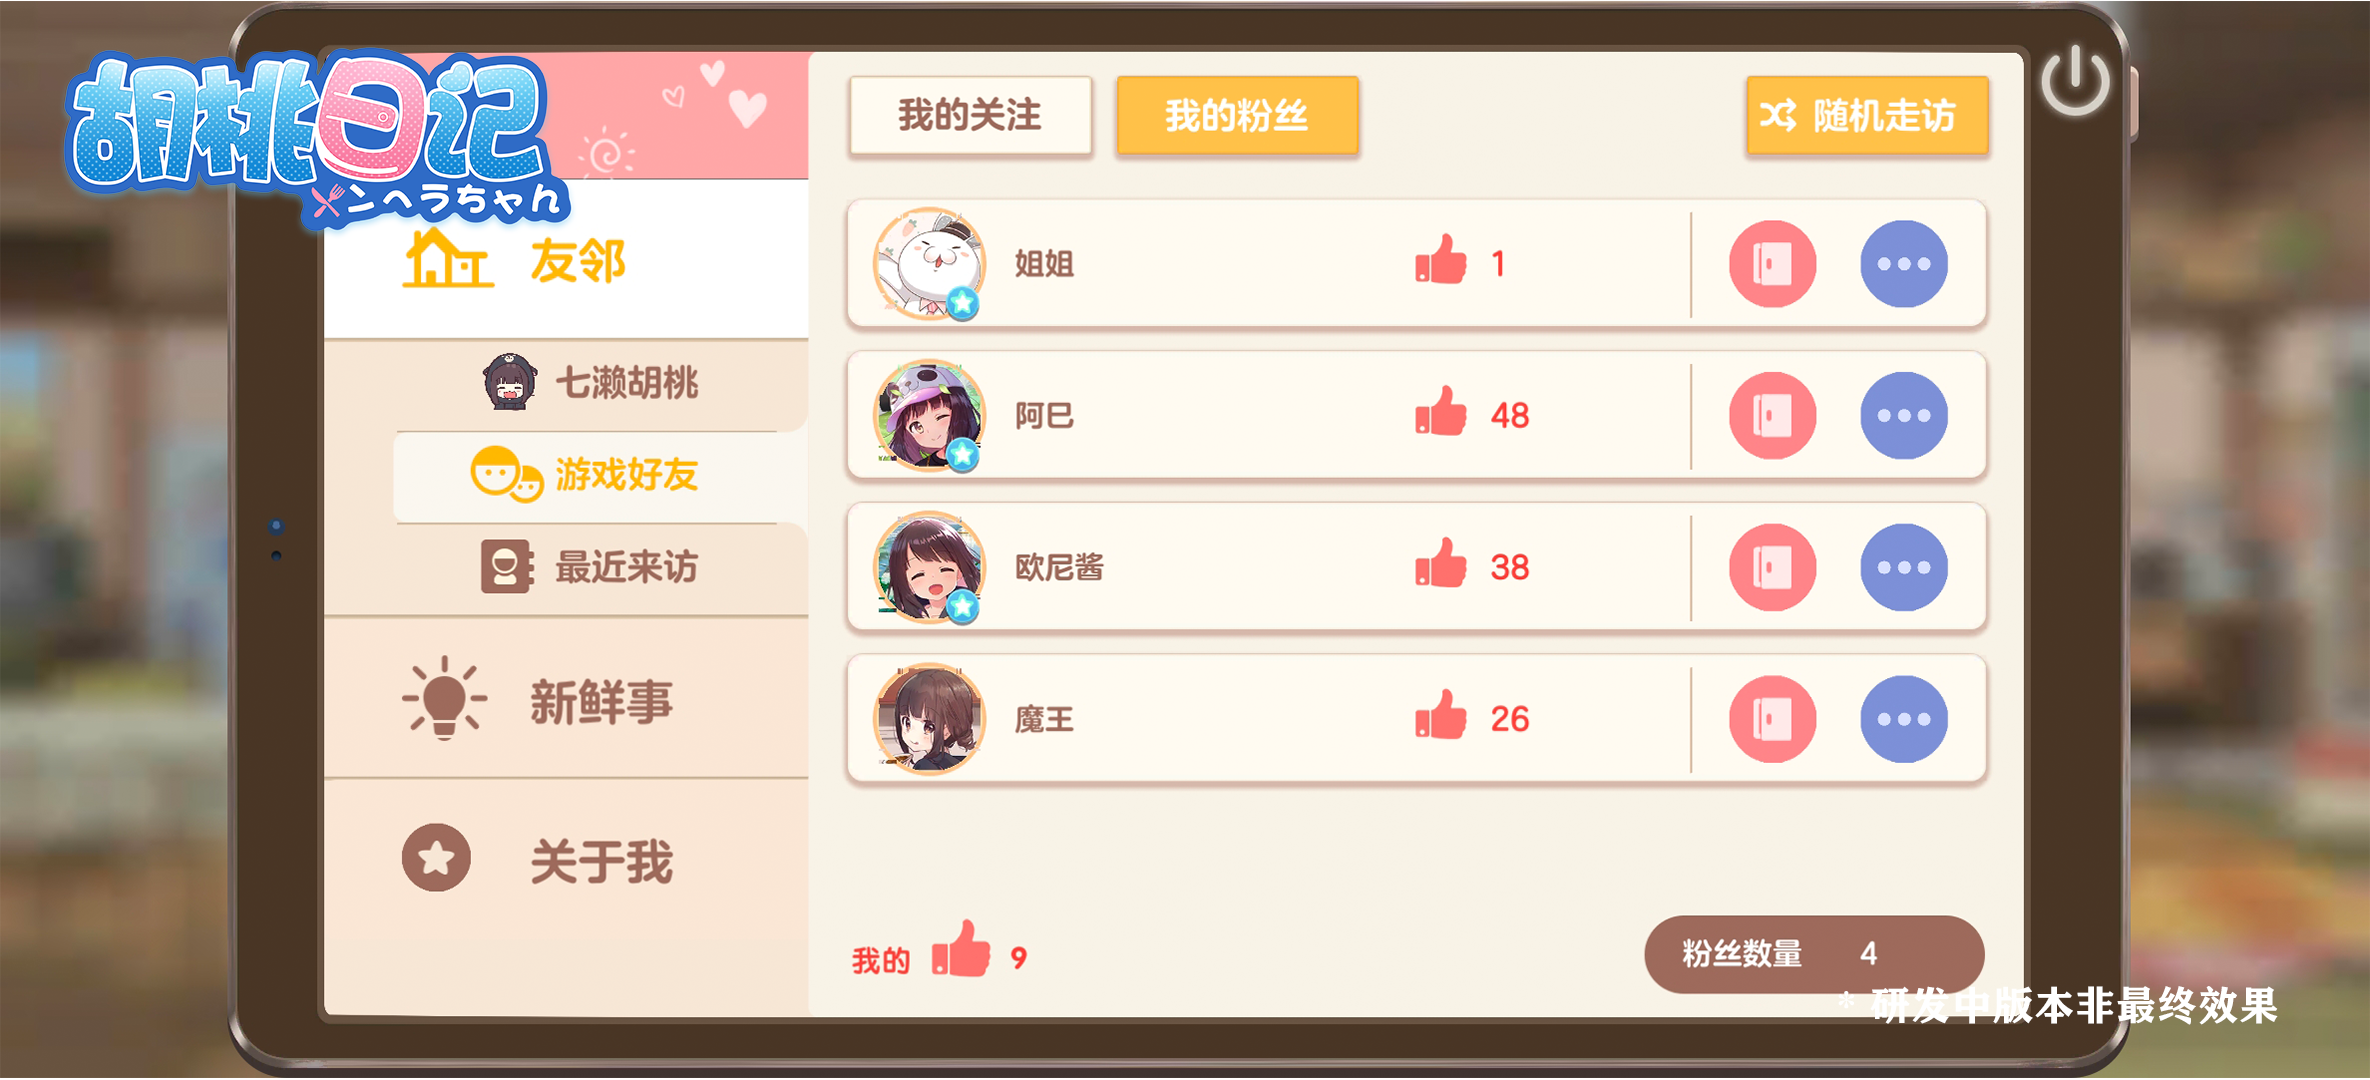 胡桃日记
メンヘラちゃん
友邻
七濑胡桃
游戏好友
最近来访
新鲜事
关于我
我的关注
我的粉丝
随机走访
姐姐
1
阿巳
48
欧尼酱
38
魔王
26
我的 9
粉丝数量 4
* 研发中版本非最终效果